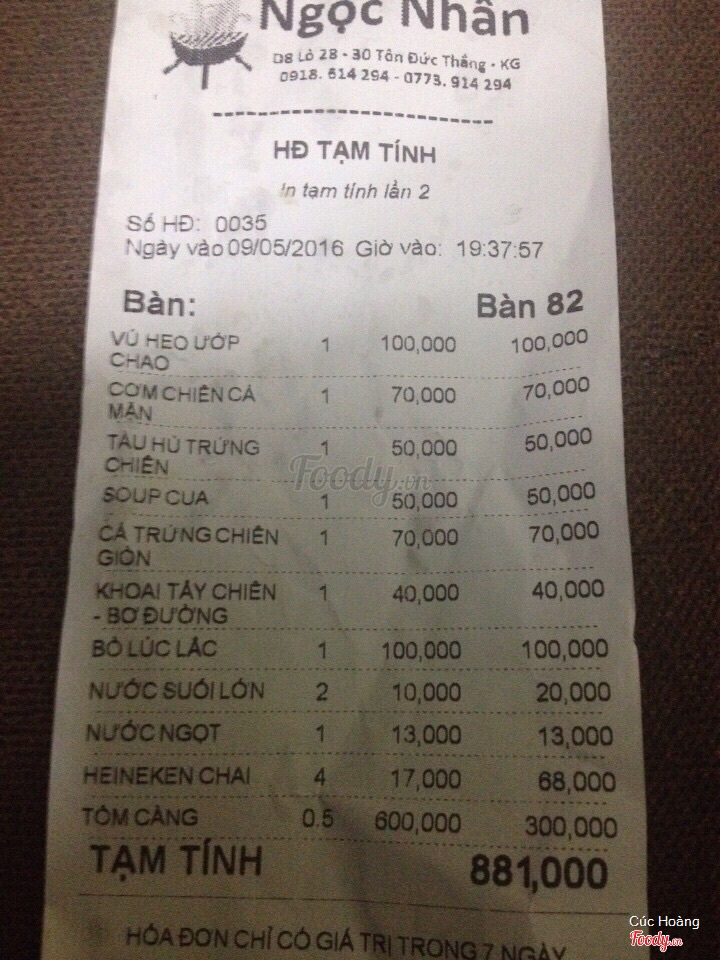 Ngọc Nhân
D8 Lô 28 - 30 Tôn Đức Thắng - KG
0918. 614 294 - 0773. 914 294
HĐ TẠM TÍNH
In tạm tính lần 2
Số HĐ: 0035
Ngày vào 09/05/2016 Giờ vào: 19:37:57
Bàn: Bàn 82
VÚ HEO ƯỚP CHAO 1 100,000 100,000
CƠM CHIÊN CÁ MẶN 1 70,000 70,000
TÀU HỦ TRỨNG CHIÊN 1 50,000 50,000
SOUP CUA 1 50,000 50,000
CÁ TRỨNG CHIÊN GIÒN 1 70,000 70,000
KHOAI TÂY CHIÊN - BƠ ĐƯỜNG 1 40,000 40,000
BÒ LÚC LẮC 1 100,000 100,000
NƯỚC SUỐI LỚN 2 10,000 20,000
NƯỚC NGỌT 1 13,000 13,000
HEINEKEN CHAI 4 17,000 68,000
TÔM CÀNG 0.5 600,000 300,000
TẠM TÍNH 881,000
HÓA ĐƠN CHỈ CÓ GIÁ TRỊ TRONG 7 NGÀY
Foody.vn
Cúc Hoàng
Foody.vn